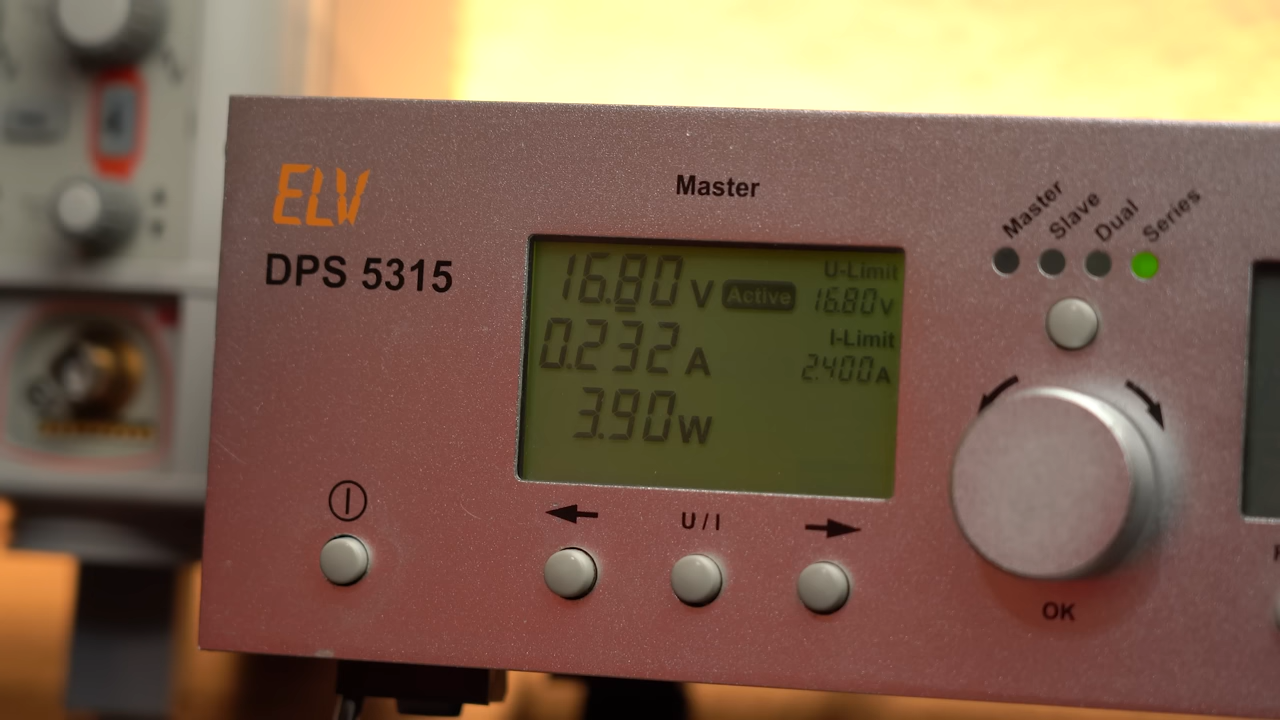 ELV
DPS 5315
Master
Master
Slave
Dual
Series
16.80 V Active
0.232 A
3.90 W
U-Limit
16.80 V
I-Limit
2.400 A
U / I
OK